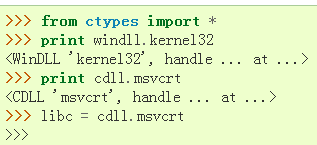 >>> from ctypes import *
>>> print windll.kernel32
<WinDLL 'kernel32', handle ... at ...>
>>> print cdll.msvcrt
<CDLL 'msvcrt', handle ... at ...>
>>> libc = cdll.msvcrt
>>>